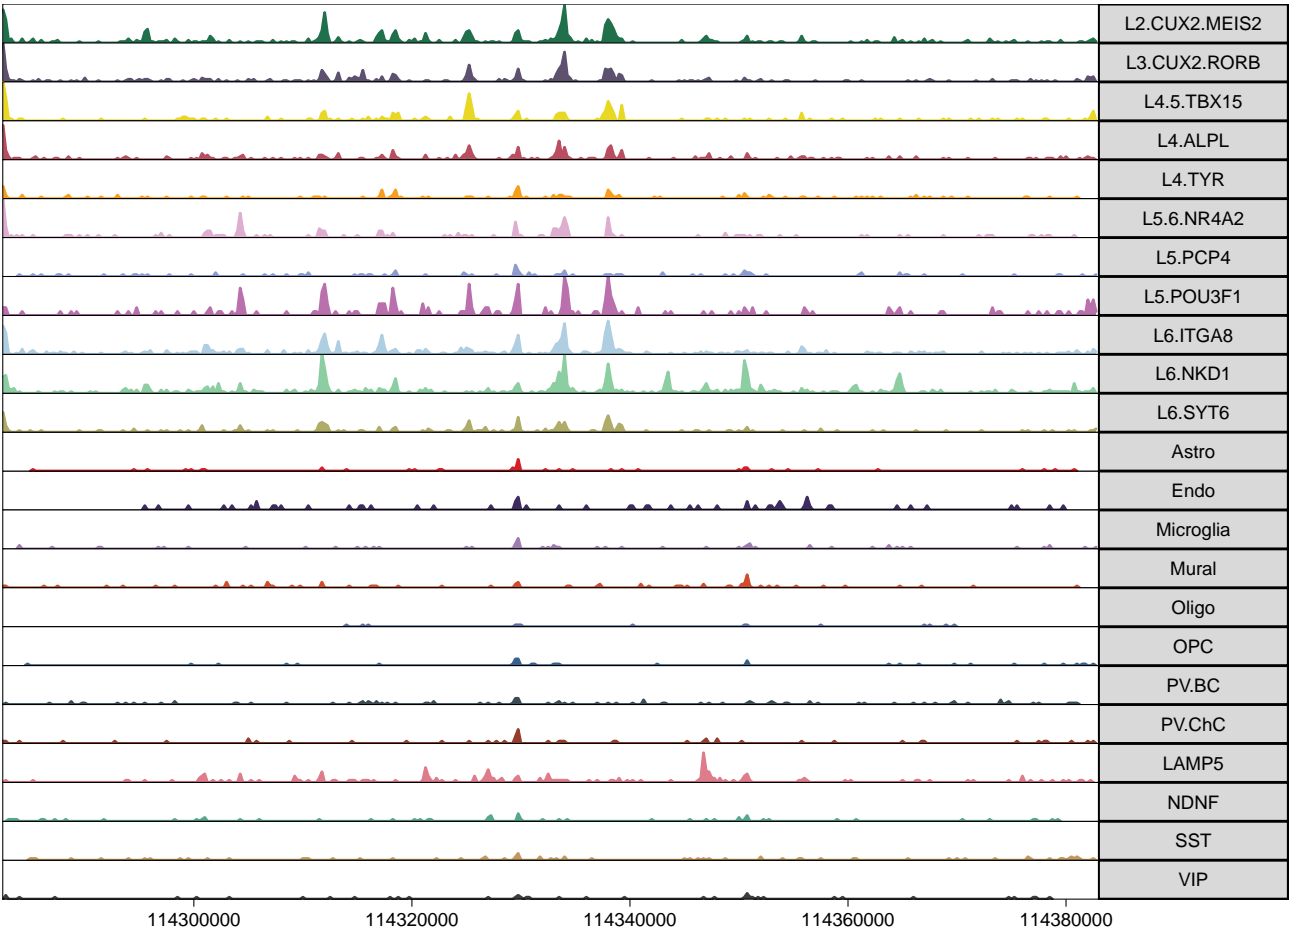 L2.CUX2.MEIS2
L3.CUX2.RORB
L4.5.TBX15
L4.ALPL
L4.TYR
L5.6.NR4A2
L5.PCP4
L5.POU3F1
L6.ITGA8
L6.NKD1
L6.SYT6
Astro
Endo
Microglia
Mural
Oligo
OPC
PV.BC
PV.ChC
LAMP5
NDNF
SST
VIP
114300000 114320000 114340000 114360000 114380000